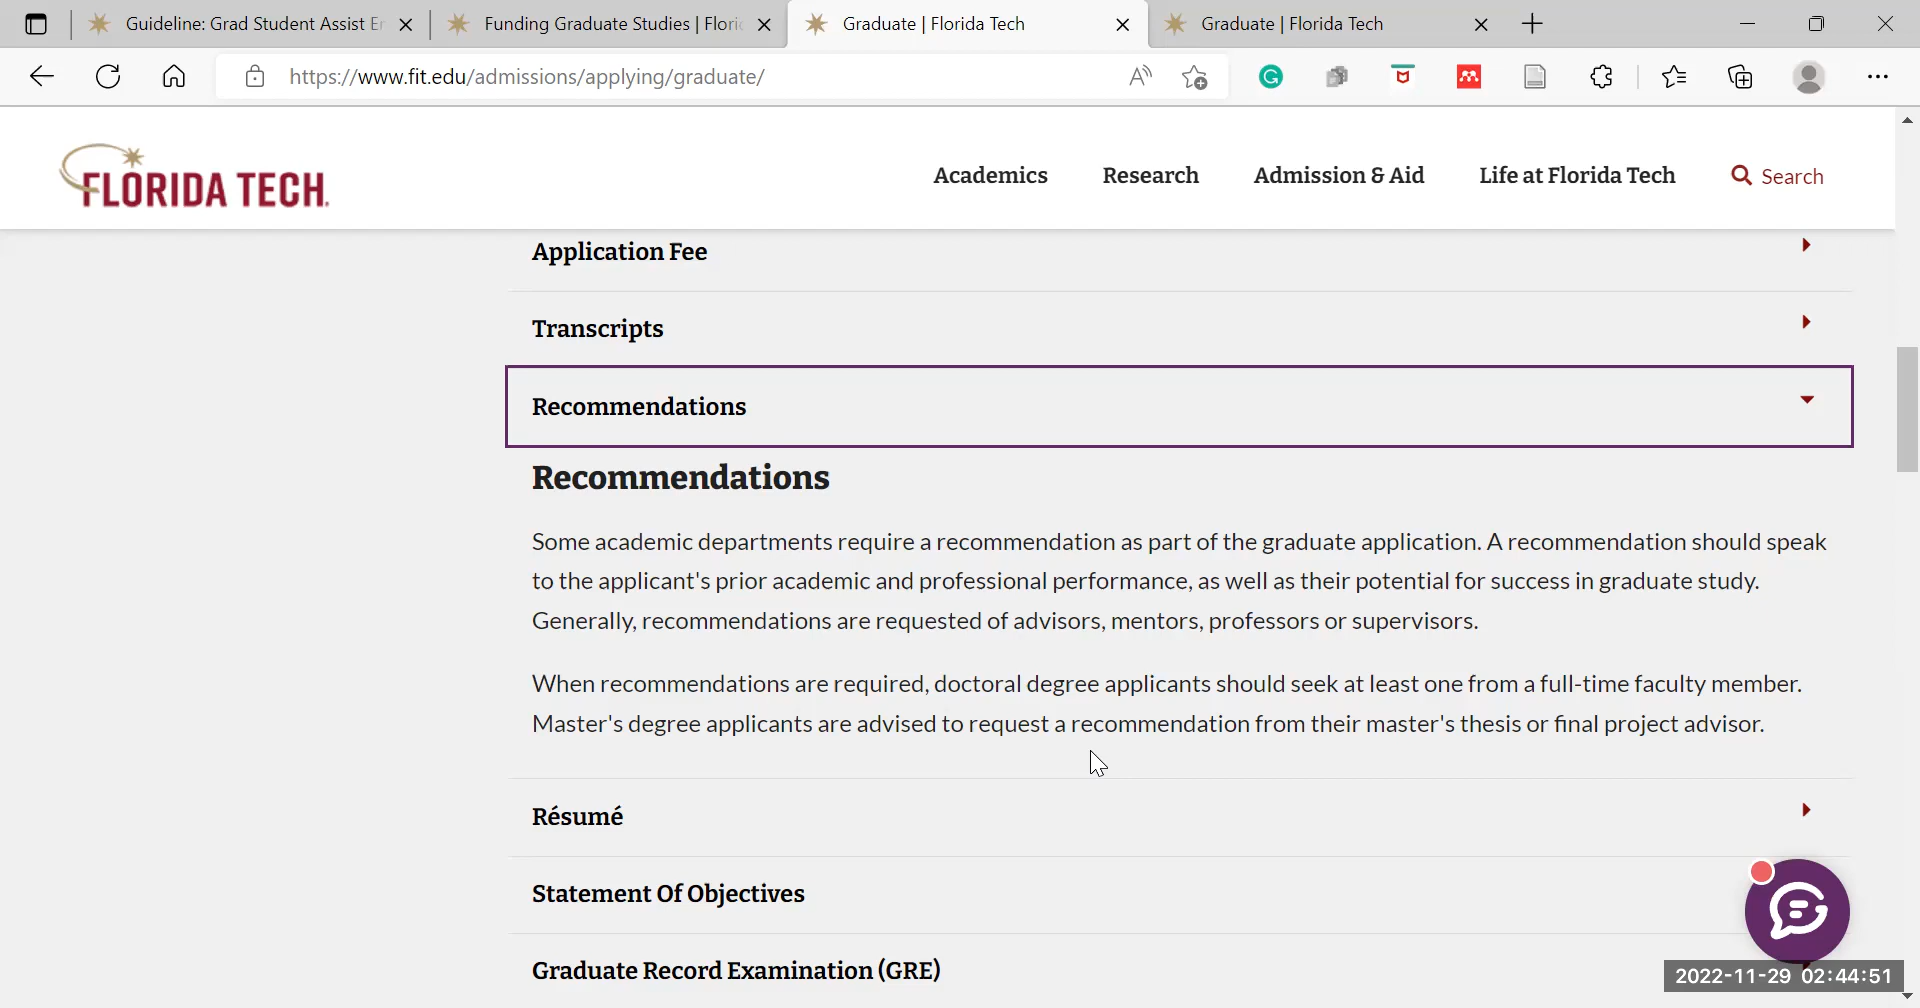 Guideline: Grad Student Assist Er
Funding Graduate Studies | Floric
Graduate | Florida Tech
Graduate | Florida Tech
https://www.fit.edu/admissions/applying/graduate/
FLORIDA TECH.
Academics
Research
Admission & Aid
Life at Florida Tech
Search
Application Fee
Transcripts
Recommendations
Recommendations
Some academic departments require a recommendation as part of the graduate application. A recommendation should speak
to the applicant's prior academic and professional performance, as well as their potential for success in graduate study.
Generally, recommendations are requested of advisors, mentors, professors or supervisors.
When recommendations are required, doctoral degree applicants should seek at least one from a full-time faculty member.
Master's degree applicants are advised to request a recommendation from their master's thesis or final project advisor.
Résumé
Statement Of Objectives
Graduate Record Examination (GRE)
2022-11-29 02:44:51